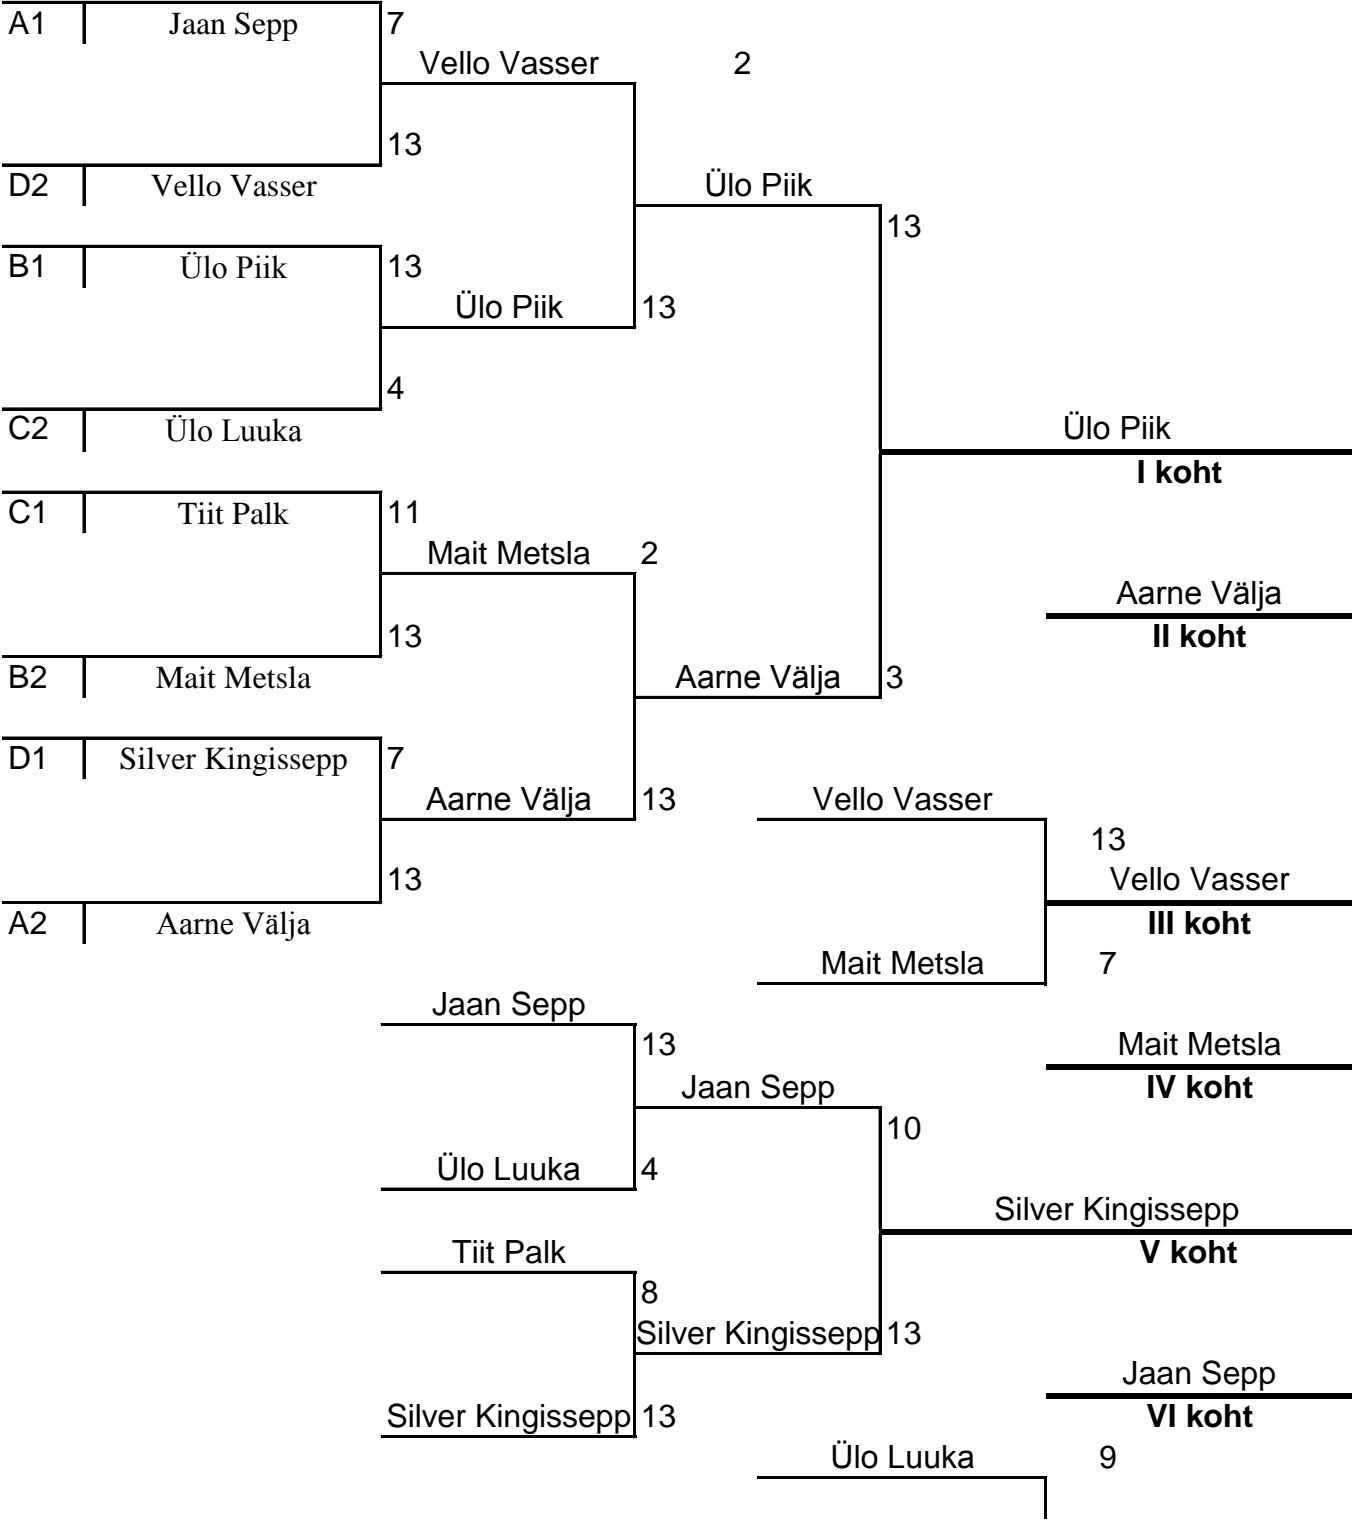 A1 Jaan Sepp 7
Vello Vasser 2
13
D2 Vello Vasser Ülo Piik
13
B1 Ülo Piik 13
Ülo Piik 13
4
C2 Ülo Luuka Ülo Piik
I koht
C1 Tiit Palk 11
Mait Metsla 2
Aarne Välja
13 II koht
B2 Mait Metsla Aarne Välja 3
D1 Silver Kingissepp 7
Aarne Välja 13 Vello Vasser
13
13 Vello Vasser
A2 Aarne Välja III koht
Mait Metsla 7
Jaan Sepp
13 Mait Metsla
Jaan Sepp IV koht
10
Ülo Luuka 4
Silver Kingissepp
Tiit Palk V koht
8
Silver Kingissepp 13
Jaan Sepp
Silver Kingissepp 13 VI koht
Ülo Luuka 9